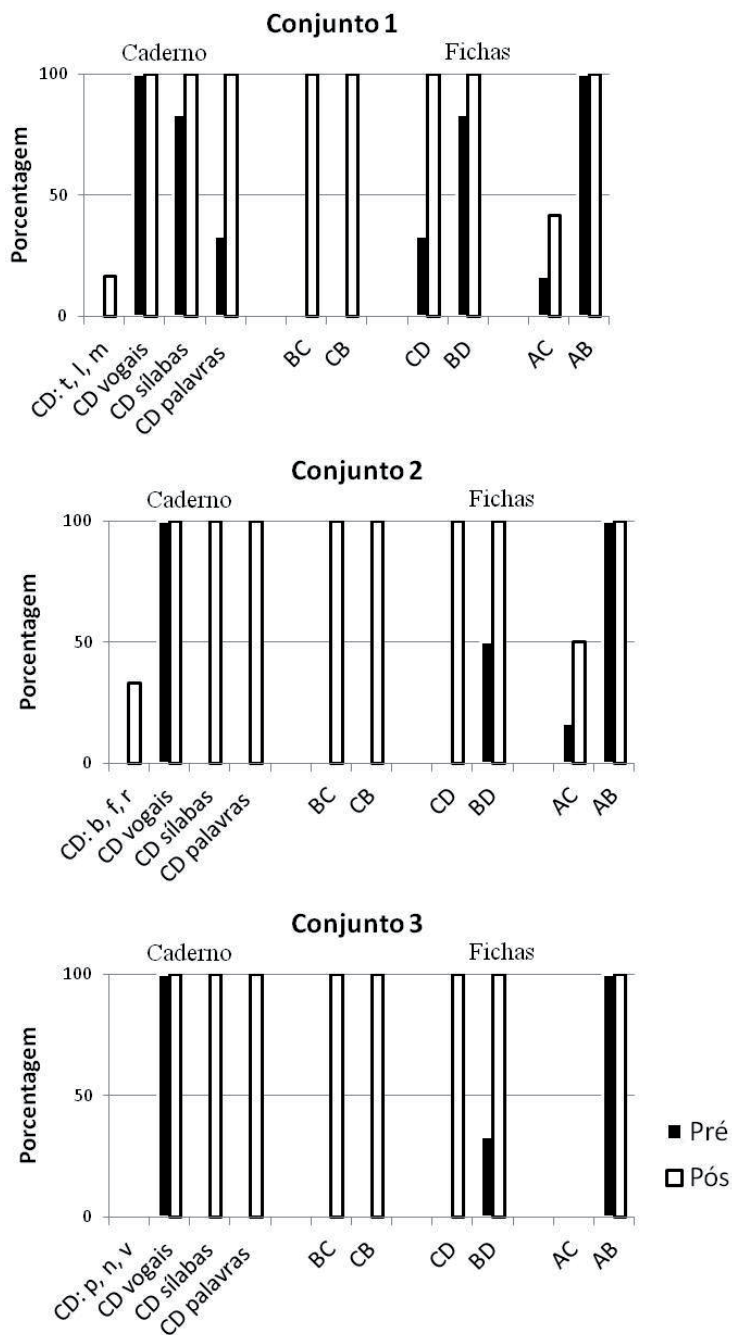 Conjunto 1
Caderno
Fichas
Porcentagem
100
50
0
CD: t, l, m
CD vogais
CD sílabas
CD palavras
BC
CB
CD
BD
AC
AB
Conjunto 2
Caderno
Fichas
Porcentagem
100
50
0
CD: b, f, r
CD vogais
CD sílabas
CD palavras
BC
CB
CD
BD
AC
AB
Conjunto 3
Caderno
Fichas
Porcentagem
100
50
0
CD: p, n, v
CD vogais
CD sílabas
CD palavras
BC
CB
CD
BD
AC
AB
Pré
Pós